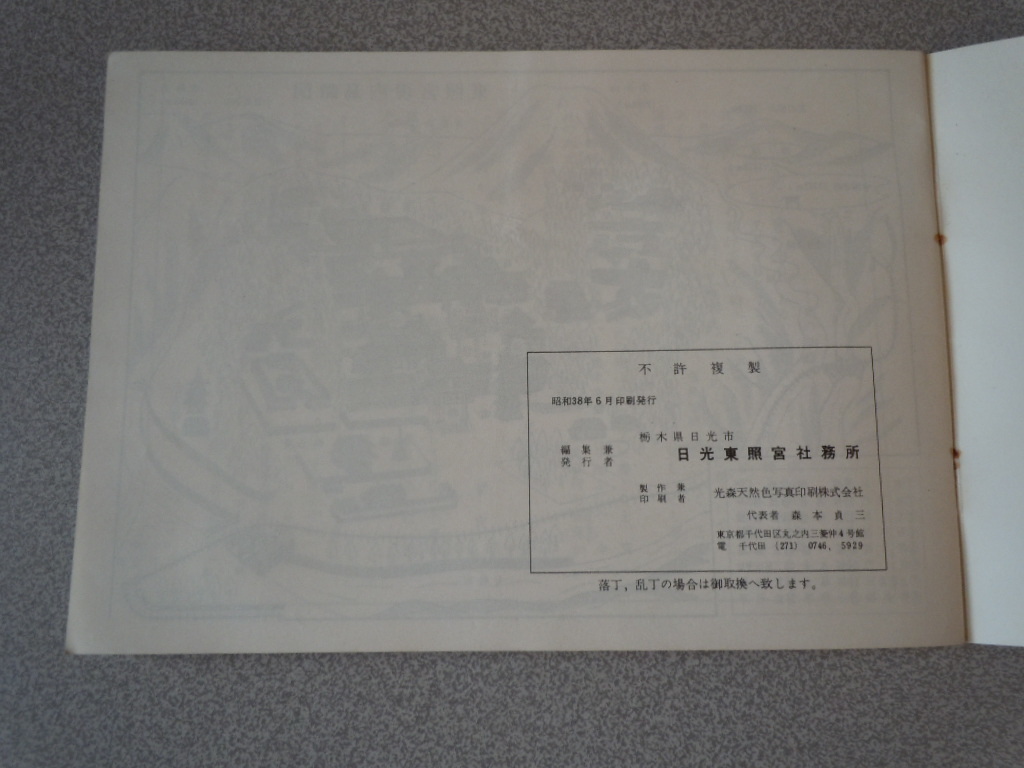 不許複製
昭和38年6月印刷発行
栃木県日光市
編集兼
発行者
日光東照宮社務所
製作兼
印刷者
光森天然色写真印刷株式会社
代表者 森本貞三
東京都千代田区丸之内三菱仲4号館
電 千代田 (271) 0746, 5929
落丁,乱丁の場合は御取換へ致します。